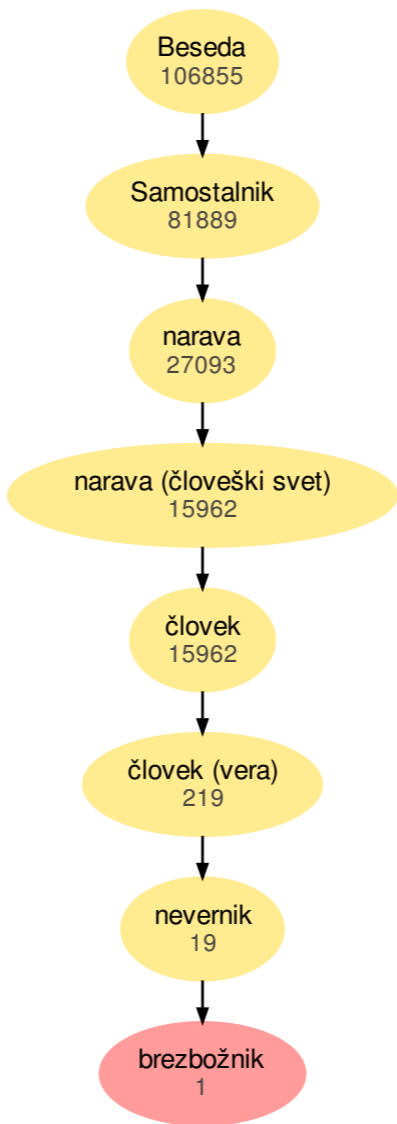 Beseda
106855
Samostalnik
81889
narava
27093
narava (človeški svet)
15962
človek
15962
človek (vera)
219
nevernik
19
brezbožnik
1